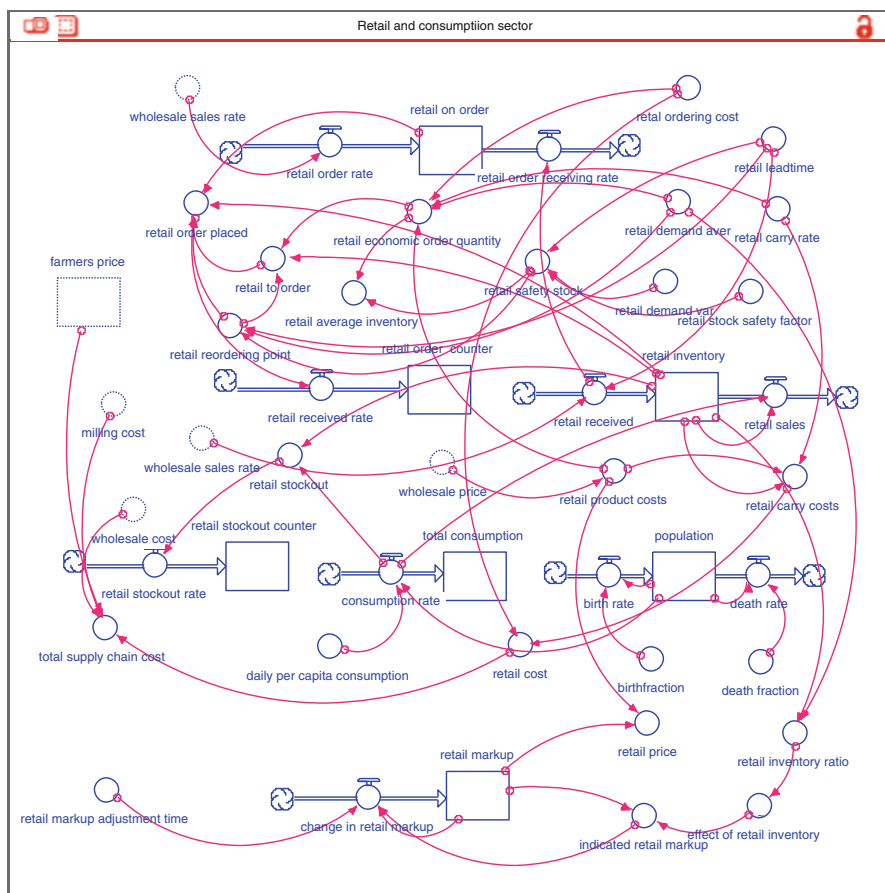 Retail and consumptiion sector
wholesale sales rate
retail on order
retal ordering cost
retail order rate
retail order receiving rate
retail leadtime
retail order placed
retail economic order quantity
retail demand aver
retail carry rate
farmers price
retail to order
retail safety stock
retail demand var
retail stock safety factor
retail average inventory
retail reordering point
retail order counter
retail inventory
retail received rate
retail received
retail sales
milling cost
wholesale sales rate
retail stockout
wholesale price
retail product costs
retail carry costs
wholesale cost
retail stockout counter
total consumption
population
retail stockout rate
consumption rate
birth rate
death rate
total supply chain cost
daily per capita consumption
retail cost
birthfraction
death fraction
retail price
retail inventory ratio
retail markup
retail markup adjustment time
change in retail markup
indicated retail markup
effect of retail inventory